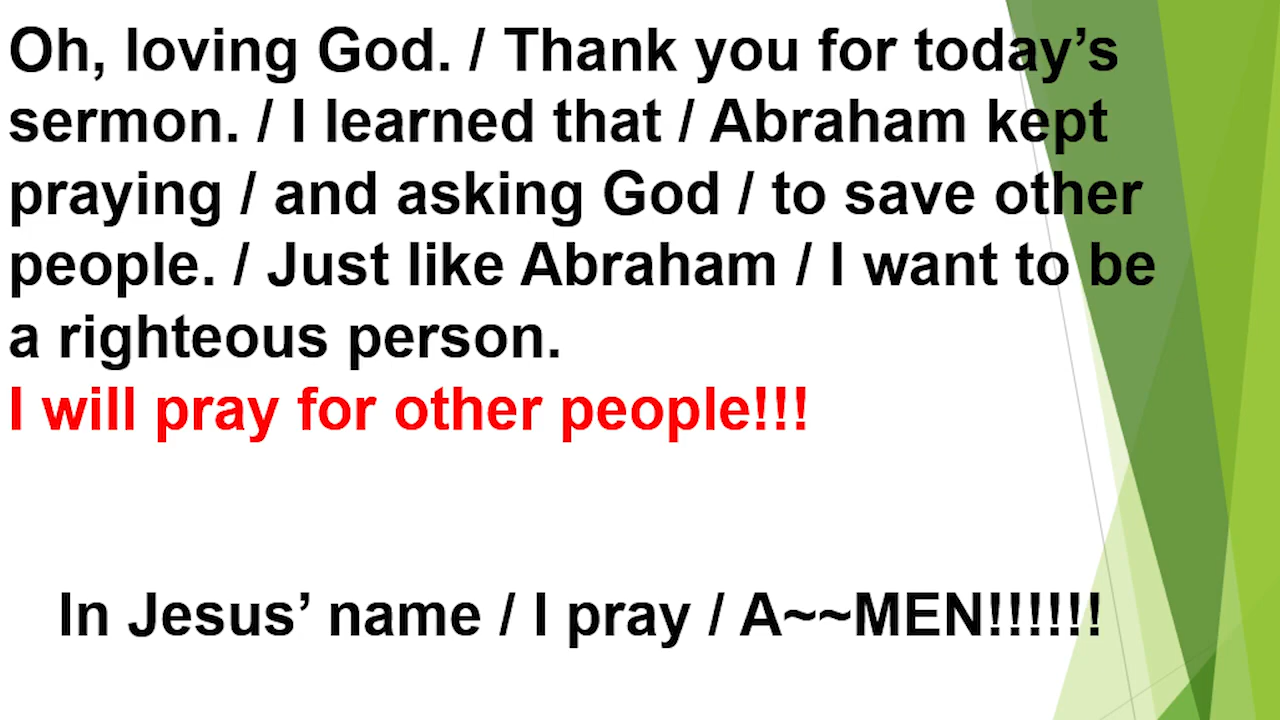 Oh, loving God. / Thank you for today’s
sermon. / I learned that / Abraham kept
praying / and asking God / to save other
people. / Just like Abraham / I want to be
a righteous person.
I will pray for other people!!!
In Jesus’ name / I pray / A~~MEN!!!!!!